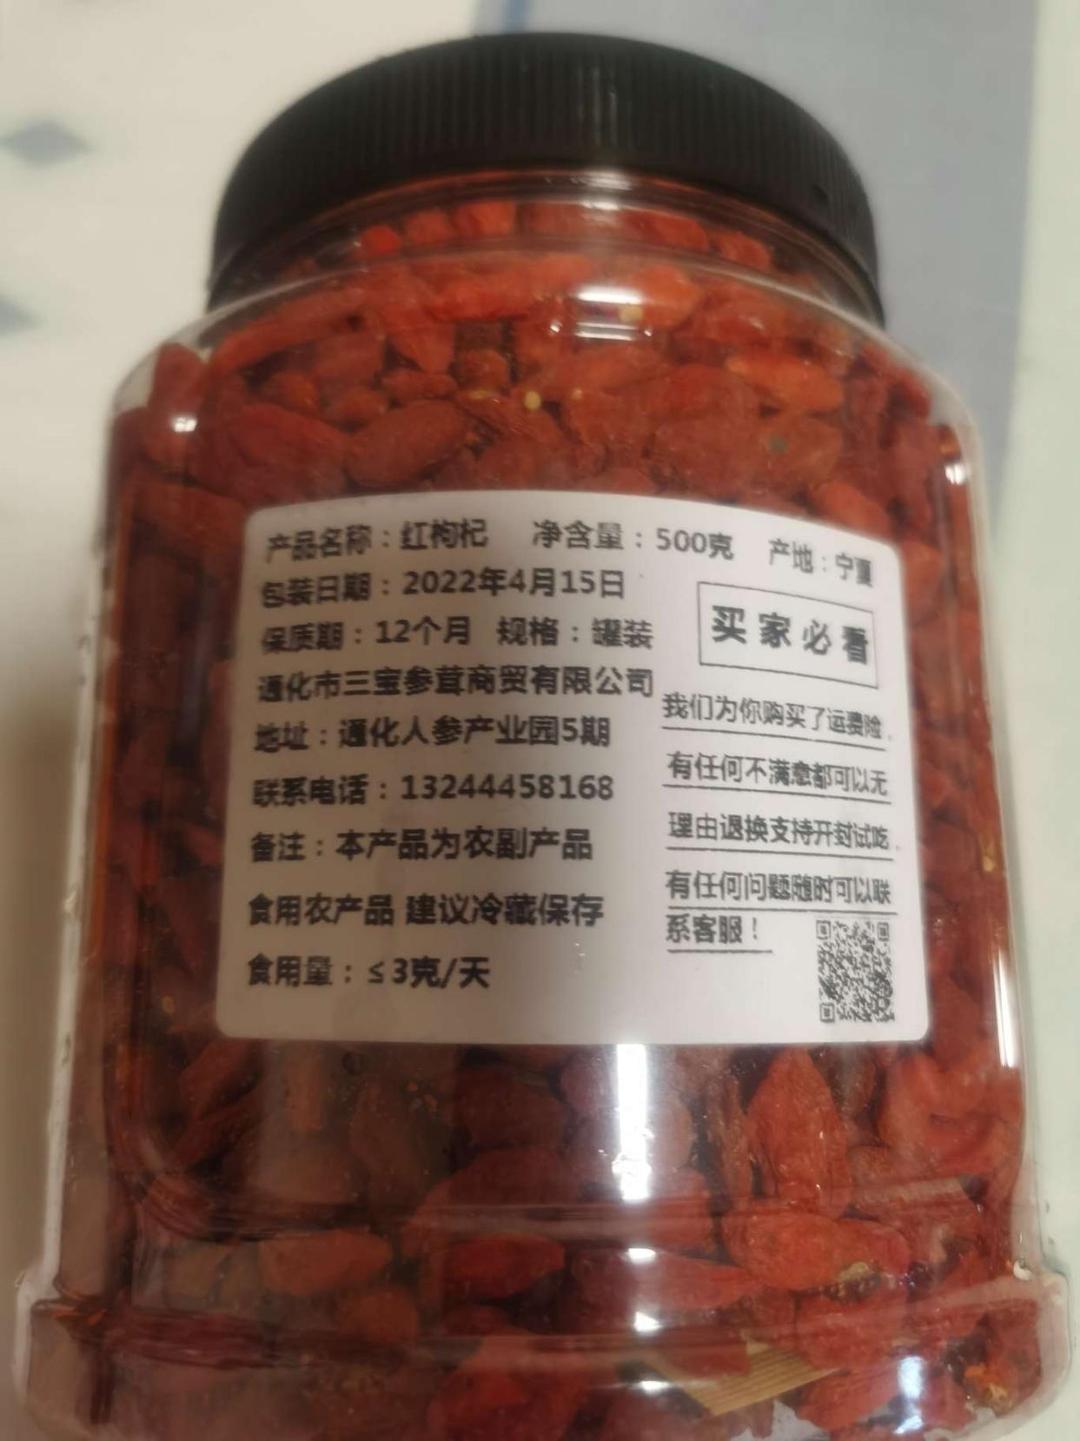 产品名称：红枸杞 净含量：500克 产地：宁夏
包装日期：2022年4月15日
保质期：12个月 规格：罐装
通化市三宝参茸商贸有限公司
地址：通化人参产业园5期
联系电话：13244458168
备注：本产品为农副产品
食用农产品 建议冷藏保存
食用量：≤3克/天
买家必看
我们为你购买了运费险，
有任何不满意都可以无
理由退换支持开封试吃，
有任何问题随时可以联
系客服！